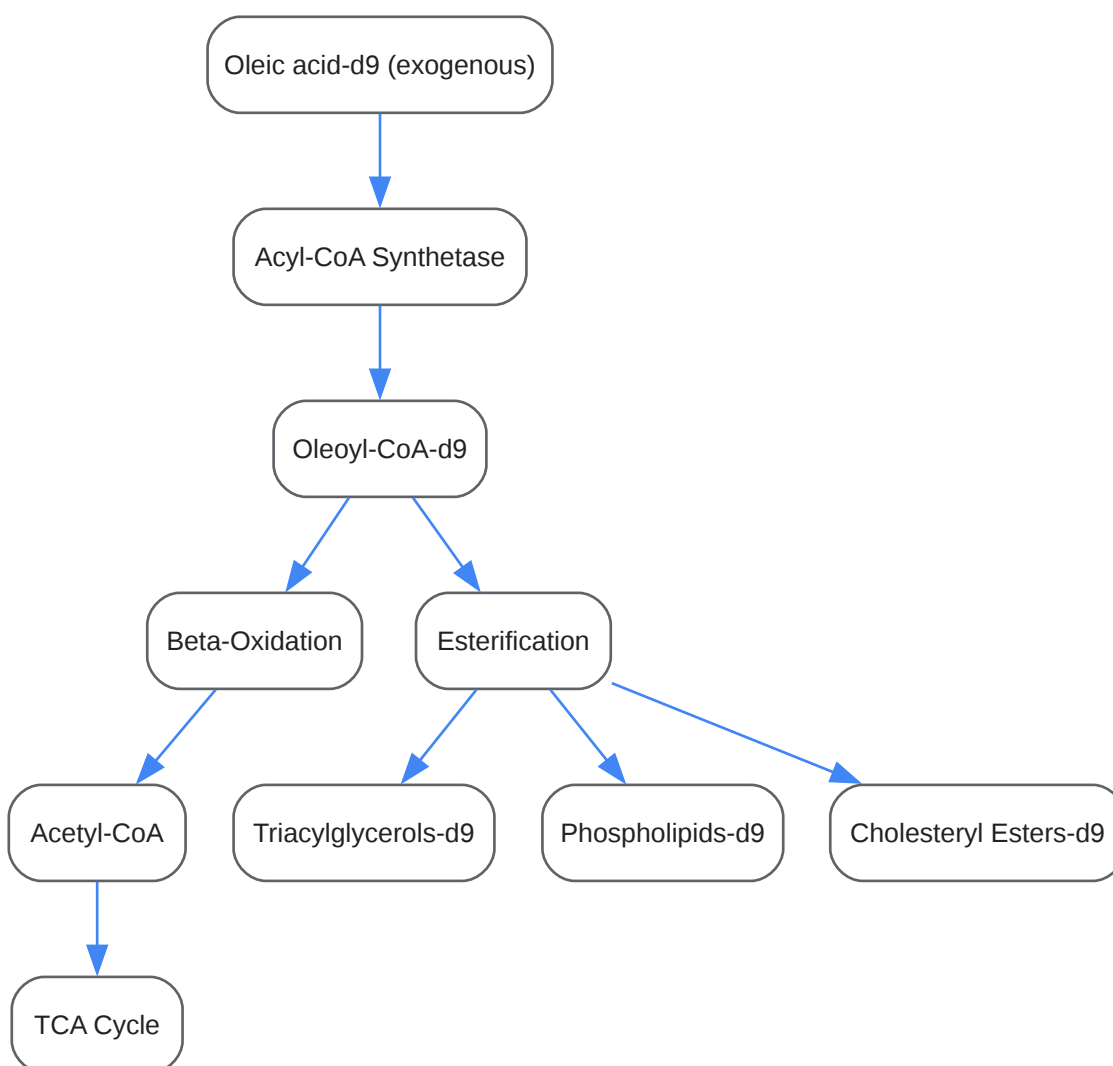 Oleic acid-d9 (exogenous)
Acyl-CoA Synthetase
Oleoyl-CoA-d9
Beta-Oxidation
Esterification
Acetyl-CoA
Triacylglycerols-d9
Phospholipids-d9
Cholesteryl Esters-d9
TCA Cycle